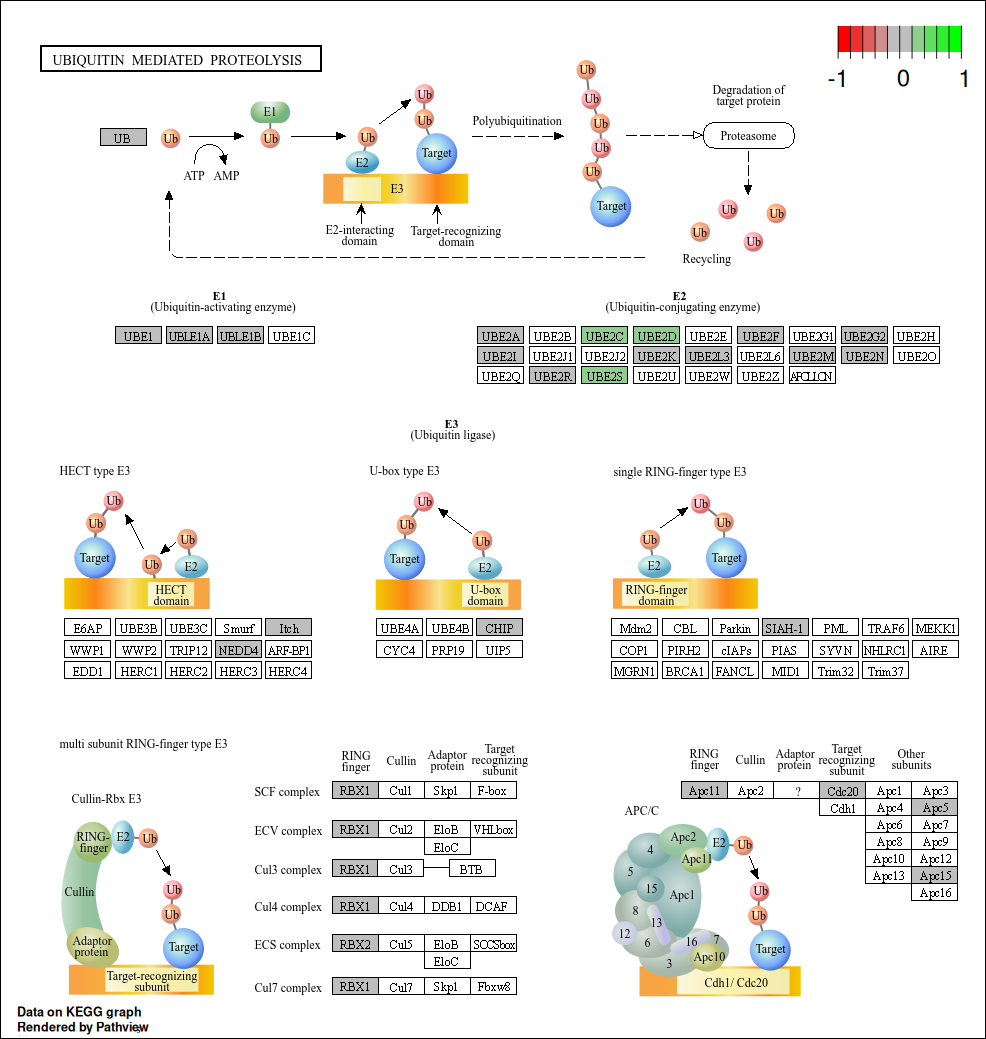 UBIQUITIN MEDIATED PROTEOLYSIS
-1 0 1
UB
Ub
ATP AMP
E1
Ub
Ub
E2
E3
Ub
Ub
Target
E2-interacting
domain
Target-recognizing
domain
Polyubiquitination
Ub
Ub
Ub
Ub
Ub
Target
Degradation of
target protein
Proteasome
Ub
Ub
Ub
Ub
Recycling
E1
(Ubiquitin-activating enzyme)
UBE1 UBLE1A UBLE1B UBE1C
E2
(Ubiquitin-conjugating enzyme)
UBE2A UBE2B UBE2C UBE2D UBE2E UBE2F UBE2G1 UBE2G2 UBE2H
UBE2I UBE2J1 UBE2J2 UBE2K UBE2L3 UBE2L6 UBE2M UBE2N UBE2O
UBE2Q UBE2R UBE2S UBE2U UBE2W UBE2Z AFCLLCN
E3
(Ubiquitin ligase)
HECT type E3
Ub
Ub
Target
Ub
Ub
E2
HECT
domain
E6AP UBE3B UBE3C Smurf Itch
WWP1 WWP2 TRIP12 NEDD4 ARF-BP1
EDD1 HERC1 HERC2 HERC3 HERC4
U-box type E3
Ub
Ub
Target
Ub
E2
U-box
domain
UBE4A UBE4B CHIP
CYC4 PRP19 UIP5
single RING-finger type E3
Ub
Ub
Ub
E2
Target
RING-finger
domain
Mdm2 CBL Parkin SIAH-1 PML TRAF6 MEKK1
COP1 PIRH2 cIAPs PIAS SYVN NHLRC1 AIRE
MGRN1 BRCA1 FANCL MID1 Trim32 Trim37
multi subunit RING-finger type E3
Cullin-Rbx E3
RING-
finger
E2
Ub
Cullin
Ub
Ub
Adaptor
protein
Target
Target-recognizing
subunit
RING
finger
Cullin
Adaptor
protein
Target
recognizing
subunit
SCF complex RBX1 Cul1 Skp1 F-box
ECV complex RBX1 Cul2 EloB VHLbox
EloC
Cul3 complex RBX1 Cul3 BTB
Cul4 complex RBX1 Cul4 DDB1 DCAF
ECS complex RBX2 Cul5 EloB SOCSbox
EloC
Cul7 complex RBX1 Cul7 Skp1 Fbxw8
RING
finger
Cullin
Adaptor
protein
Target
recognizing
subunit
Other
subunits
Apc11 Apc2 ? Cdc20 Apc1 Apc3
Cdh1 Apc4 Apc5
Apc6 Apc7
Apc8 Apc9
Apc10 Apc12
Apc13 Apc15
Apc16
APC/C
Apc2
E2
Ub
4
Apc11
5
15
Apc1
Ub
8
13
Ub
12
6
16
7
3
Apc10
Target
Cdh1/ Cdc20
Data on KEGG graph
Rendered by Pathview